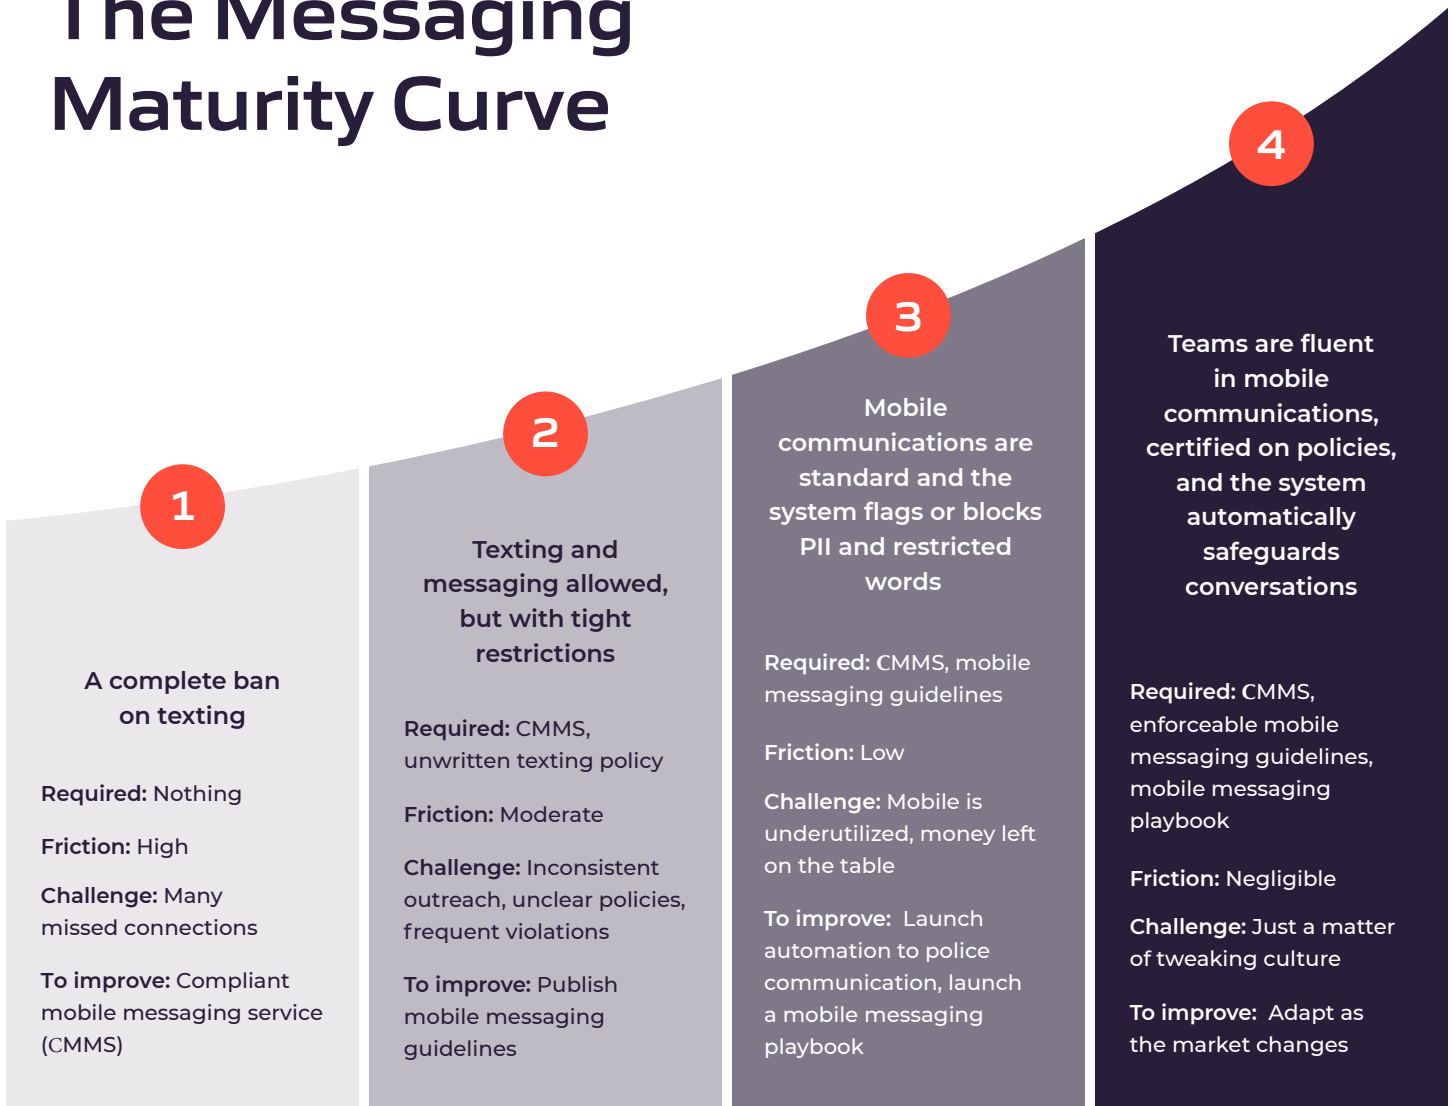 The Messaging
Maturity Curve
1
A complete ban
on texting
Required: Nothing
Friction: High
Challenge: Many
missed connections
To improve: Compliant
mobile messaging service
(CMMS)
2
Texting and
messaging allowed,
but with tight
restrictions
Required: CMMS,
unwritten texting policy
Friction: Moderate
Challenge: Inconsistent
outreach, unclear policies,
frequent violations
To improve: Publish
mobile messaging
guidelines
3
Mobile
communications are
standard and the
system flags or blocks
PII and restricted
words
Required: CMMS, mobile
messaging guidelines
Friction: Low
Challenge: Mobile is
underutilized, money left
on the table
To improve: Launch
automation to police
communication, launch
a mobile messaging
playbook
4
Teams are fluent
in mobile
communications,
certified on policies,
and the system
automatically
safeguards
conversations
Required: CMMS,
enforceable mobile
messaging guidelines,
mobile messaging
playbook
Friction: Negligible
Challenge: Just a matter
of tweaking culture
To improve: Adapt as
the market changes